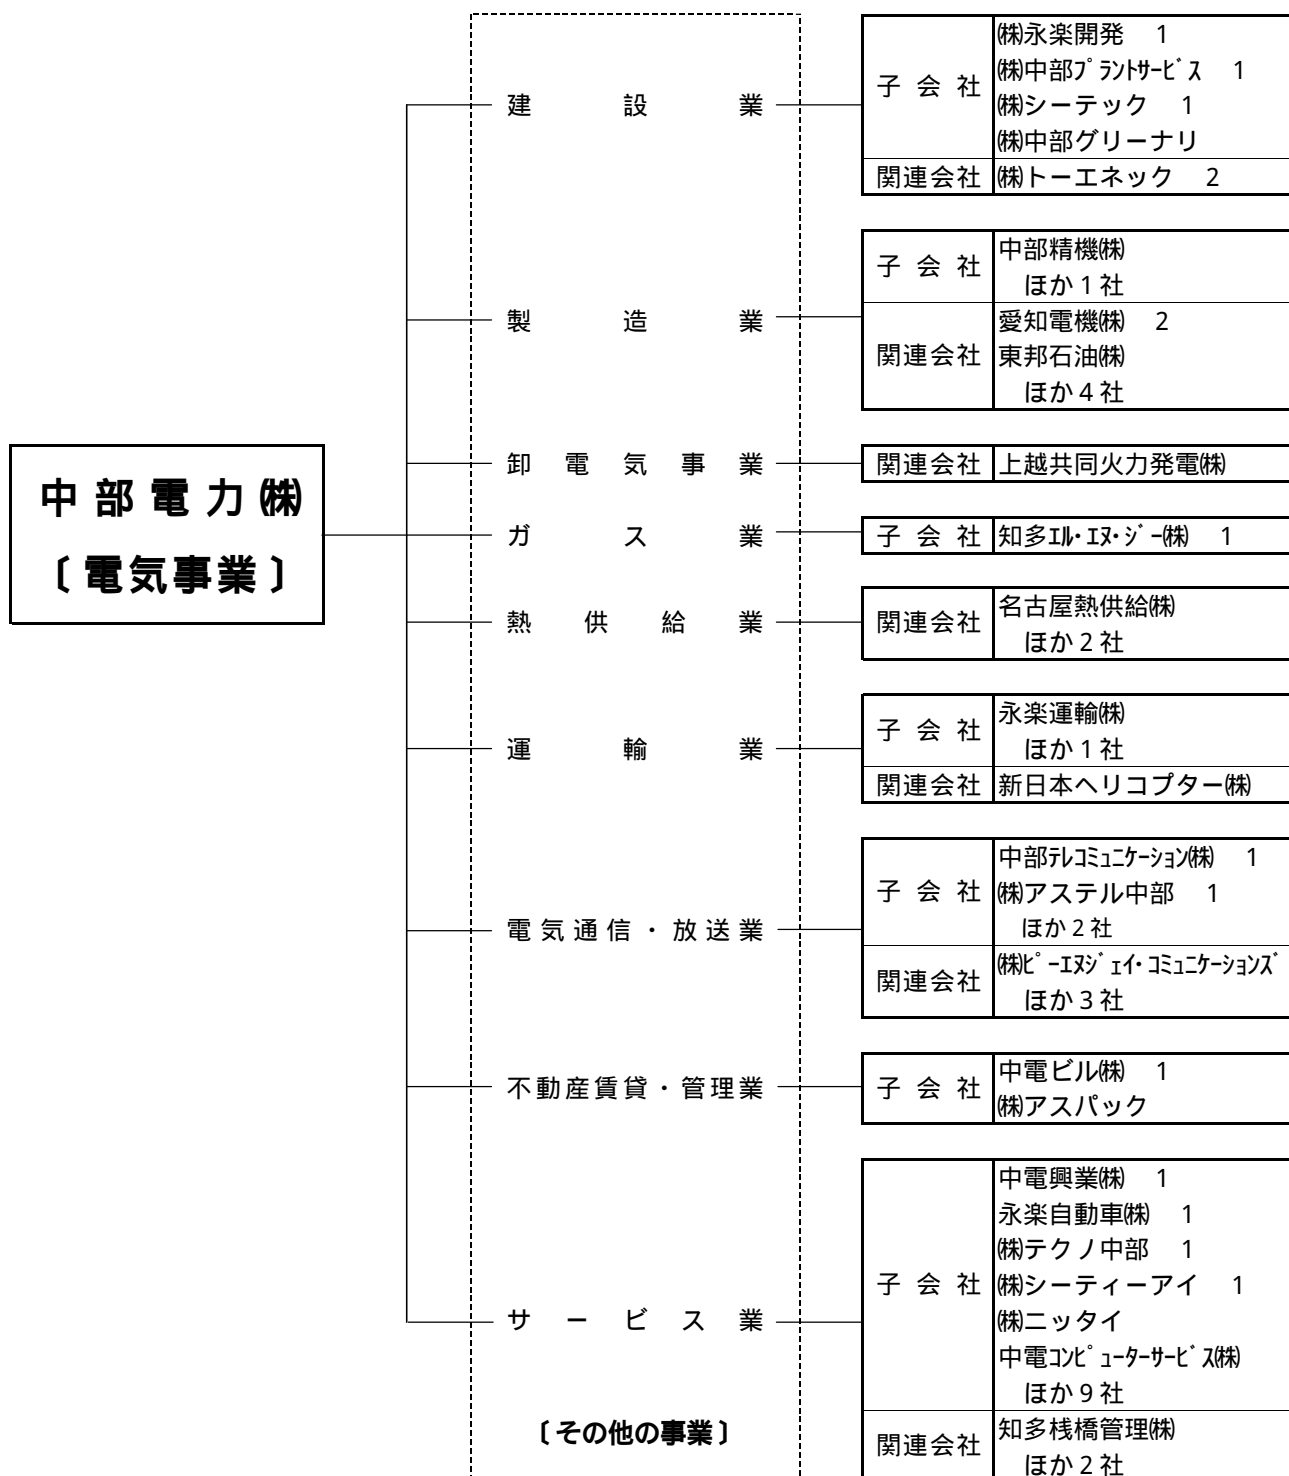 中部電力㈱
〔電気事業〕
建設業
子会社
㈱永楽開発 1
㈱中部ﾌﾟﾗﾝﾄｻｰﾋﾞｽ 1
㈱シーテック 1
㈱中部グリーナリ
関連会社
㈱トーエネック 2
製造業
子会社
中部精機㈱
ほか1社
関連会社
愛知電機㈱ 2
東邦石油㈱
ほか4社
卸電気事業
関連会社
上越共同火力発電㈱
ガス業
子会社
知多ｴﾙ･ｴﾇ･ｼﾞｰ㈱ 1
熱供給業
関連会社
名古屋熱供給㈱
ほか2社
運輸業
子会社
永楽運輸㈱
ほか1社
関連会社
新日本ヘリコプター㈱
電気通信・放送業
子会社
中部ﾃﾚｺﾐｭﾆｹｰｼｮﾝ㈱ 1
㈱アステル中部 1
ほか2社
関連会社
㈱ﾋﾟｰｴﾇｼﾞｪｲ･ｺﾐｭﾆｹｰｼｮﾝｽﾞ
ほか3社
不動産賃貸・管理業
子会社
中電ビル㈱ 1
㈱アスパック
サービス業
子会社
中電興業㈱ 1
永楽自動車㈱ 1
㈱テクノ中部 1
㈱シーティーアイ 1
㈱ニッタイ
中電ｺﾝﾋﾟｭｰﾀｰｻｰﾋﾞｽ㈱
ほか9社
関連会社
知多桟橋管理㈱
ほか2社
〔その他の事業〕